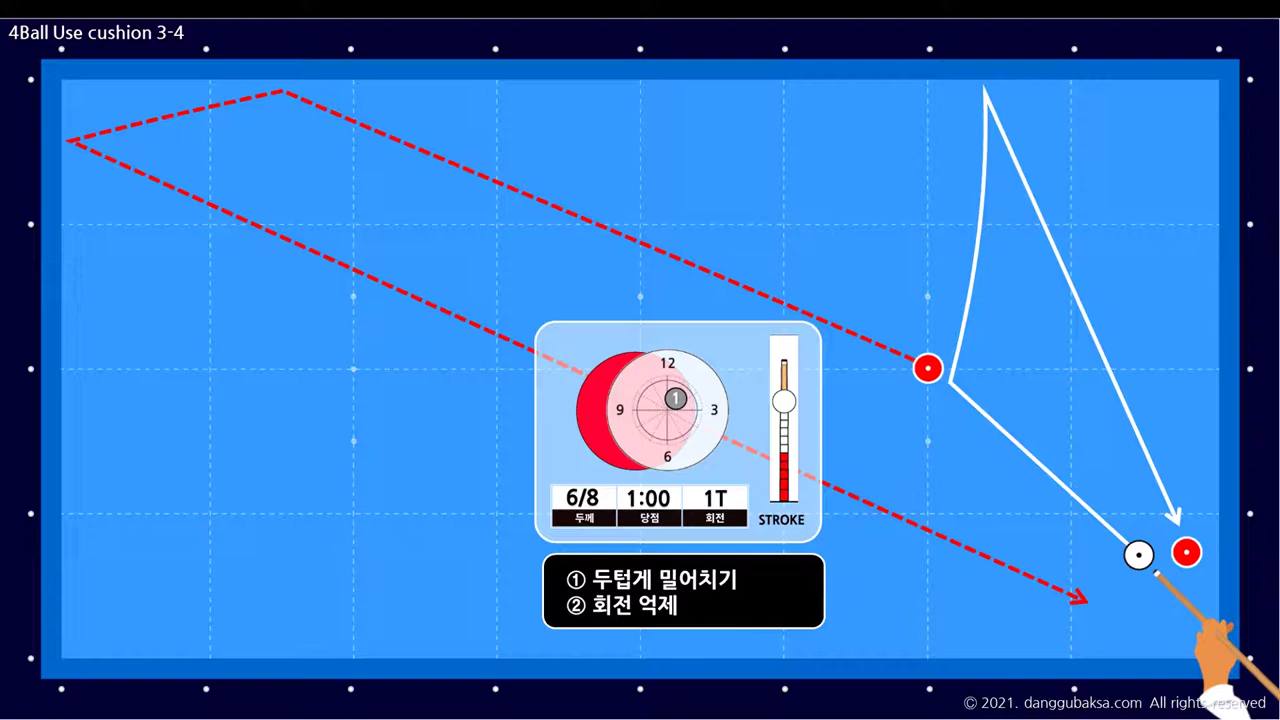 4Ball Use cushion 3-4
12
1
9
3
6
6/8
1:00
1T
두께
당점
회전
STROKE
① 두텁게 밀어치기
② 회전 억제
© 2021. danggubaksa.com All rights reserved